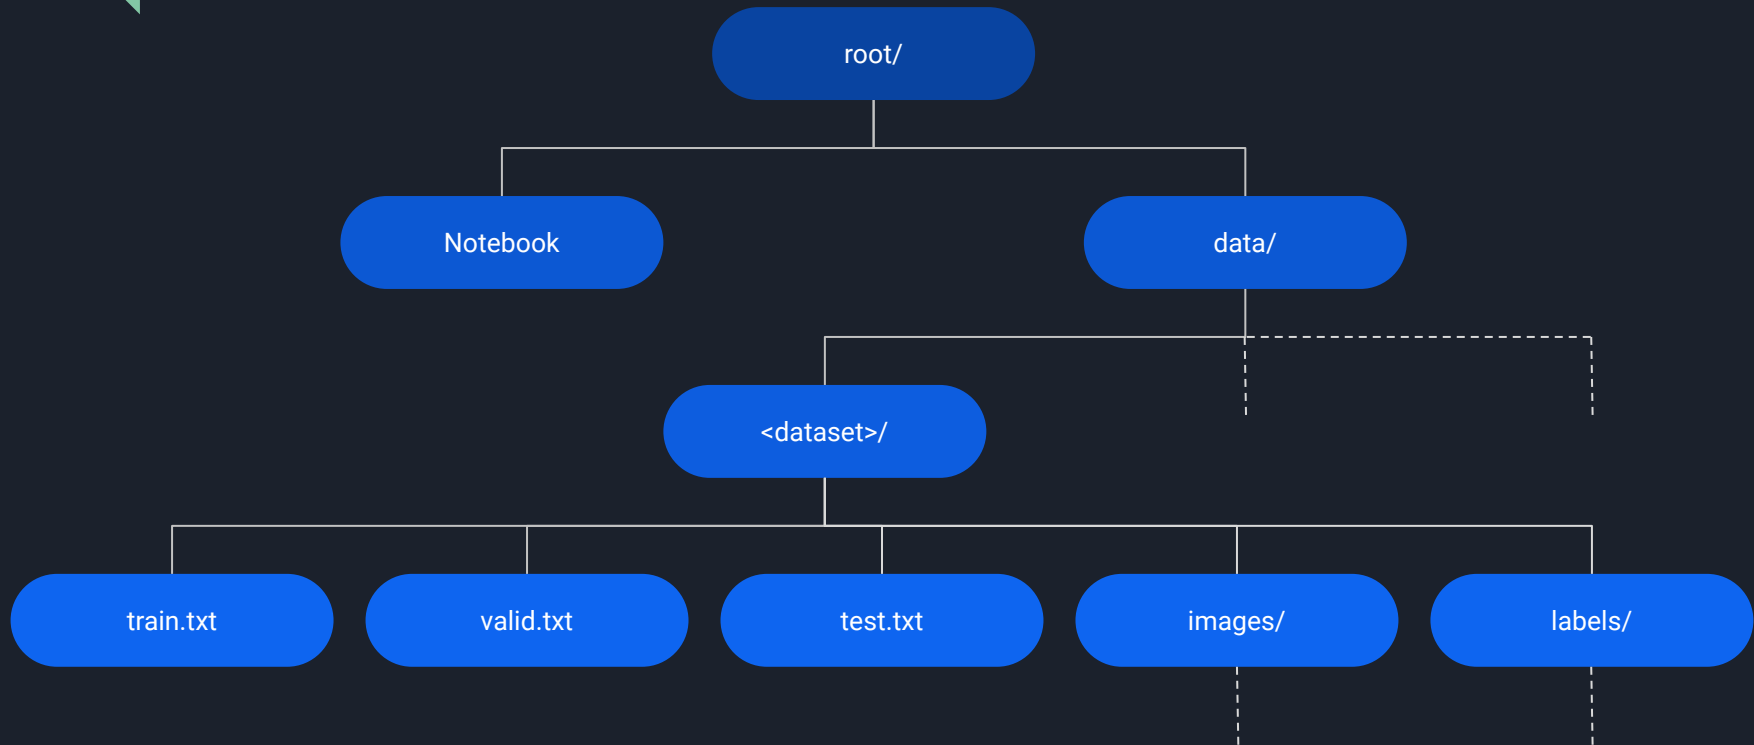 root/
Notebook
data/
<dataset>/
train.txt
valid.txt
test.txt
images/
labels/